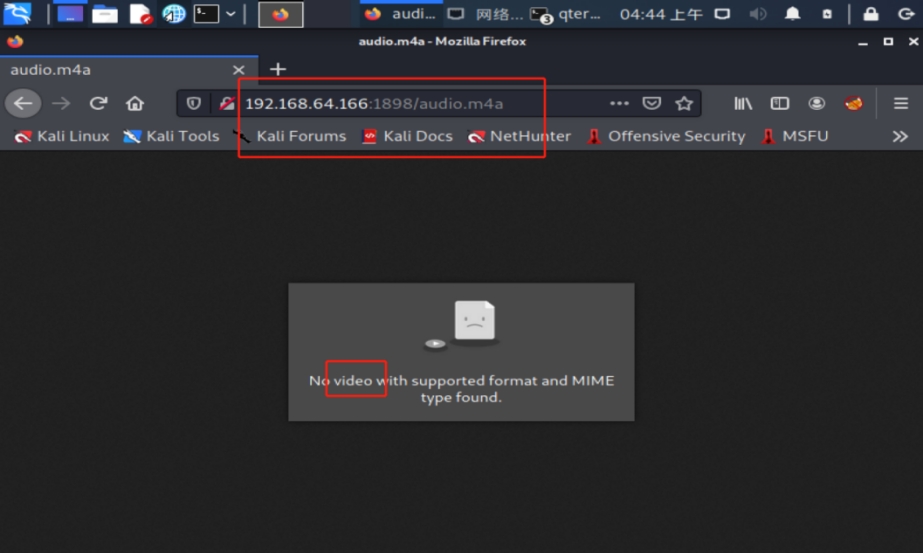 audi... 网络... 3 qter... 04:44 上午
audio.m4a - Mozilla Firefox
audio.m4a
192.168.64.166:1898/audio.m4a
Kali Linux Kali Tools Kali Forums Kali Docs NetHunter Offensive Security MSFU
No video with supported format and MIME
type found.